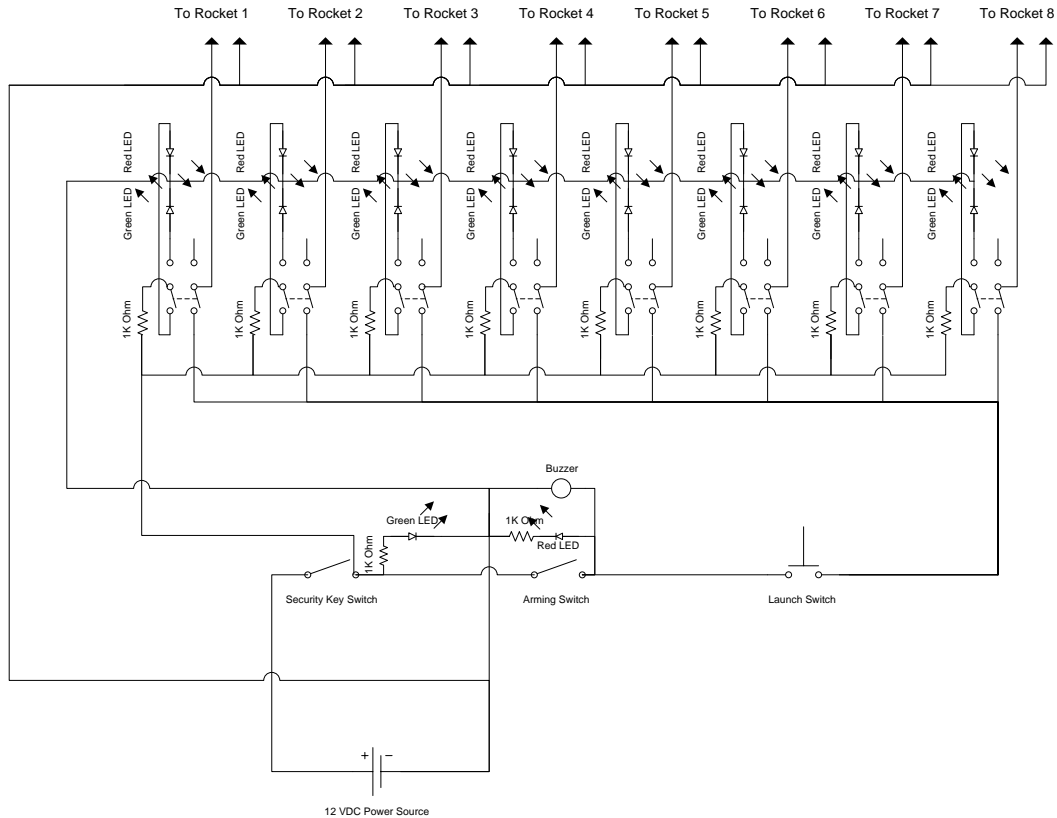 To Rocket 1 To Rocket 2 To Rocket 3 To Rocket 4 To Rocket 5 To Rocket 6 To Rocket 7 To Rocket 8
Red LED Red LED Red LED Red LED Red LED Red LED Red LED Red LED
Green LED Green LED Green LED Green LED Green LED Green LED Green LED Green LED
1K Ohm 1K Ohm 1K Ohm 1K Ohm 1K Ohm 1K Ohm 1K Ohm 1K Ohm
Buzzer
Green LED 1K Ohm
1K Ohm Red LED
Security Key Switch Arming Switch Launch Switch
+ −
12 VDC Power Source